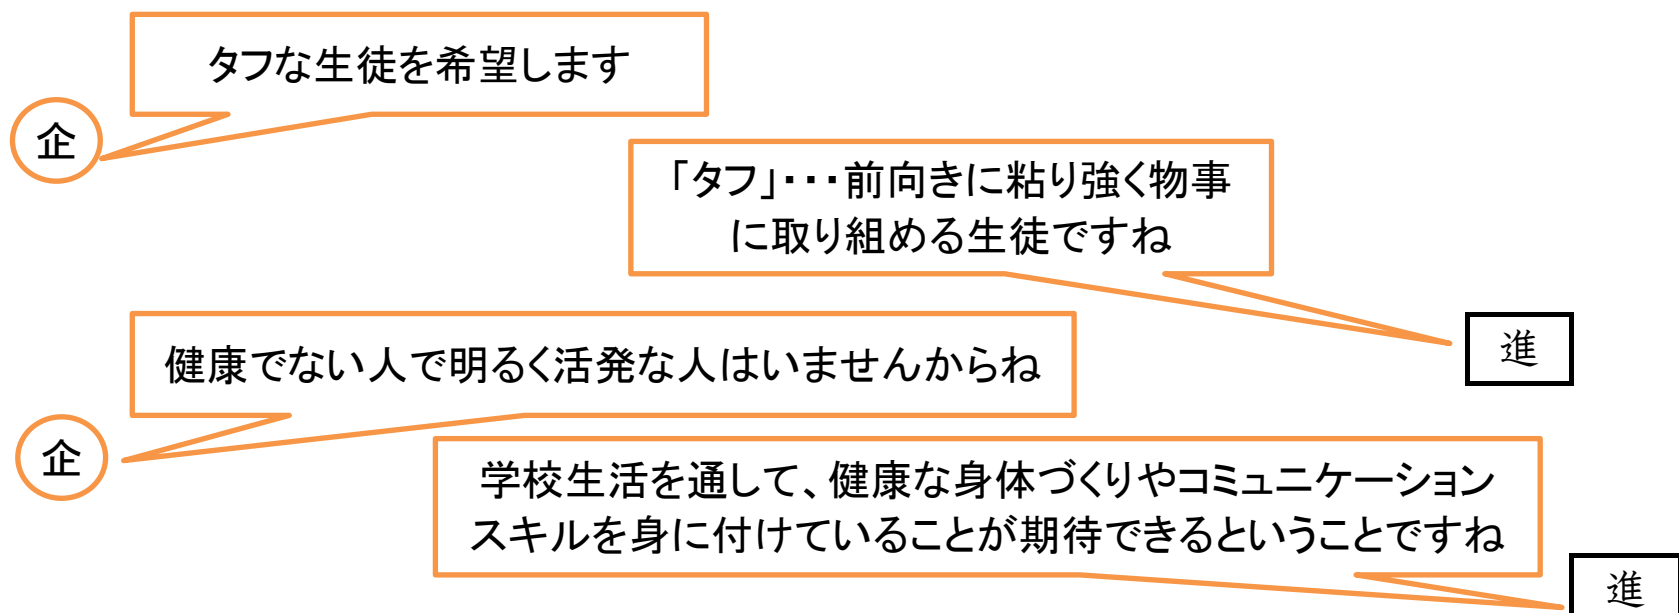 タフな生徒を希望します
企
「タフ」・・・前向きに粘り強く物事
に取り組める生徒ですね
進
健康でない人で明るく活発な人はいませんからね
企
学校生活を通して、健康な身体づくりやコミュニケーション
スキルを身に付けていることが期待できるということですね
進